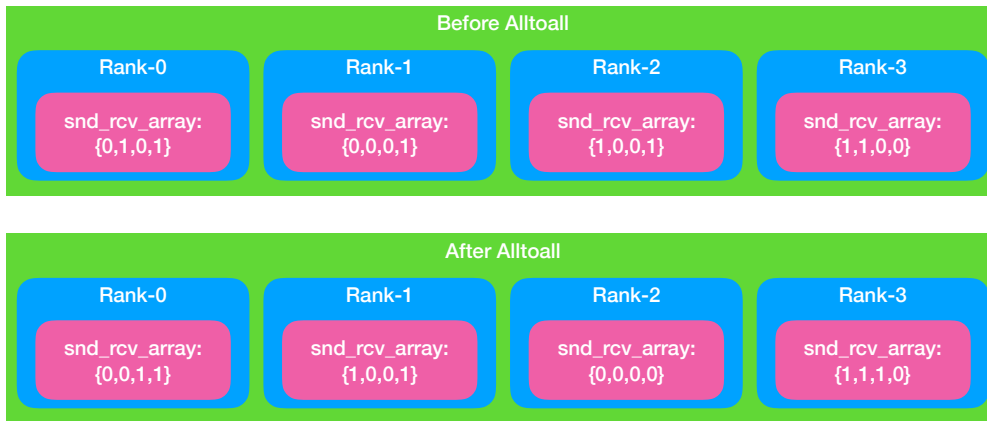 Before Alltoall
Rank-0
snd_rcv_array:
{0,1,0,1}
Rank-1
snd_rcv_array:
{0,0,0,1}
Rank-2
snd_rcv_array:
{1,0,0,1}
Rank-3
snd_rcv_array:
{1,1,0,0}
After Alltoall
Rank-0
snd_rcv_array:
{0,0,1,1}
Rank-1
snd_rcv_array:
{1,0,0,1}
Rank-2
snd_rcv_array:
{0,0,0,0}
Rank-3
snd_rcv_array:
{1,1,1,0}